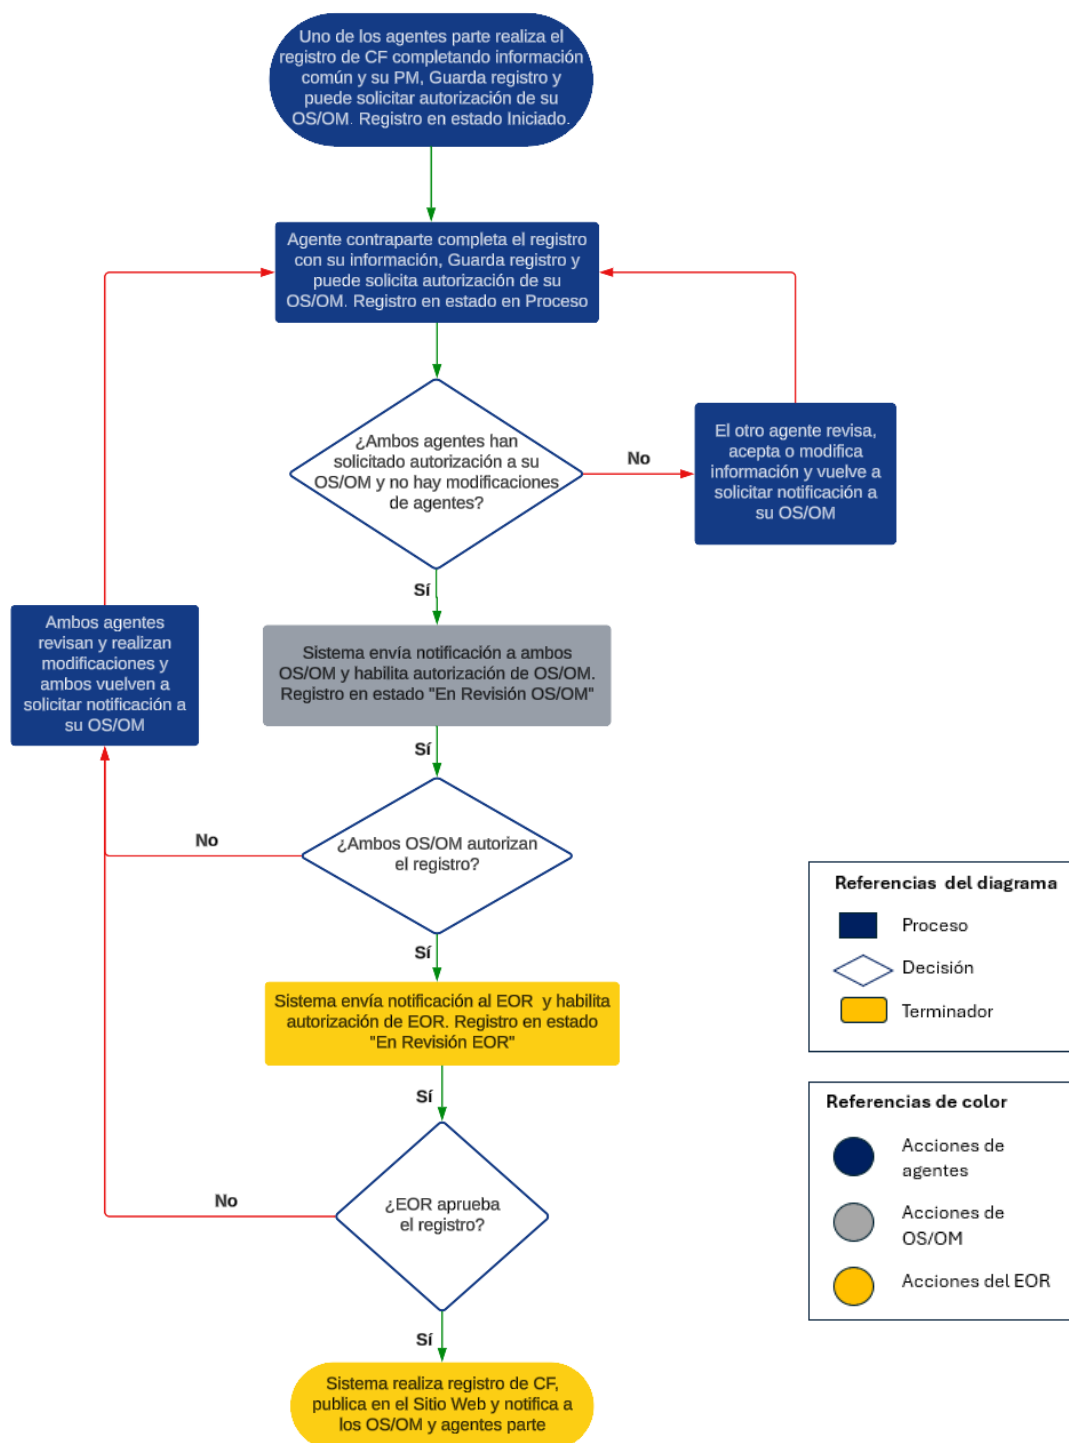 Uno de los agentes parte realiza el
registro de CF completando información
común y su PM, Guarda registro y
puede solicitar autorización de su
OS/OM. Registro en estado Iniciado.
Agente contraparte completa el registro
con su información, Guarda registro y
puede solicita autorización de su
OS/OM. Registro en estado en Proceso
¿Ambos agentes han
solicitado autorización a su
OS/OM y no hay modificaciones
de agentes?
No
El otro agente revisa,
acepta o modifica
información y vuelve a
solicitar notificación a
su OS/OM
Sí
Ambos agentes
revisan y realizan
modificaciones y
ambos vuelven a
solicitar notificación a
su OS/OM
Sistema envía notificación a ambos
OS/OM y habilita autorización de OS/OM.
Registro en estado "En Revisión OS/OM"
Sí
No
¿Ambos OS/OM autorizan
el registro?
Sí
Sistema envía notificación al EOR y habilita
autorización de EOR. Registro en estado
"En Revisión EOR"
Sí
No
¿EOR aprueba
el registro?
Sí
Sistema realiza registro de CF,
publica en el Sitio Web y notifica a
los OS/OM y agentes parte
Referencias del diagrama
Proceso
Decisión
Terminador
Referencias de color
Acciones de
agentes
Acciones de
OS/OM
Acciones del EOR